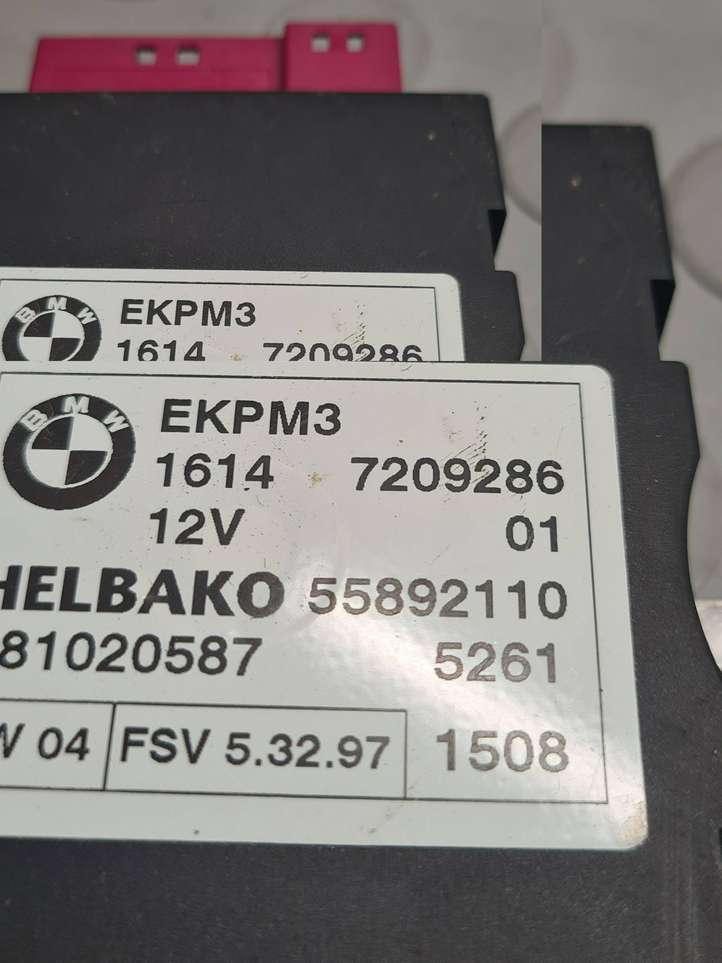 BMW
EKPM3
1614 7209286
BMW
EKPM3
1614 7209286
12V 01
HELBAKO 55892110
81020587 5261
04 FSV 5.32.97 1508